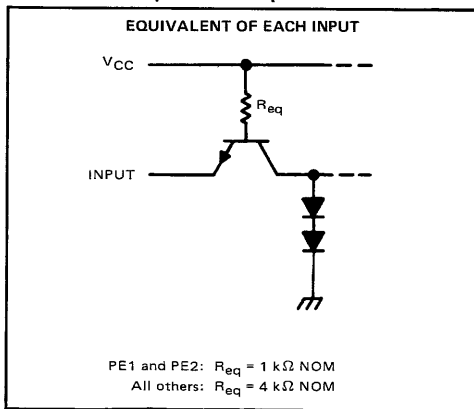 EQUIVALENT OF EACH INPUT
VCC
Req
INPUT
PE1 and PE2: Req = 1 kΩ NOM
All others: Req = 4 kΩ NOM